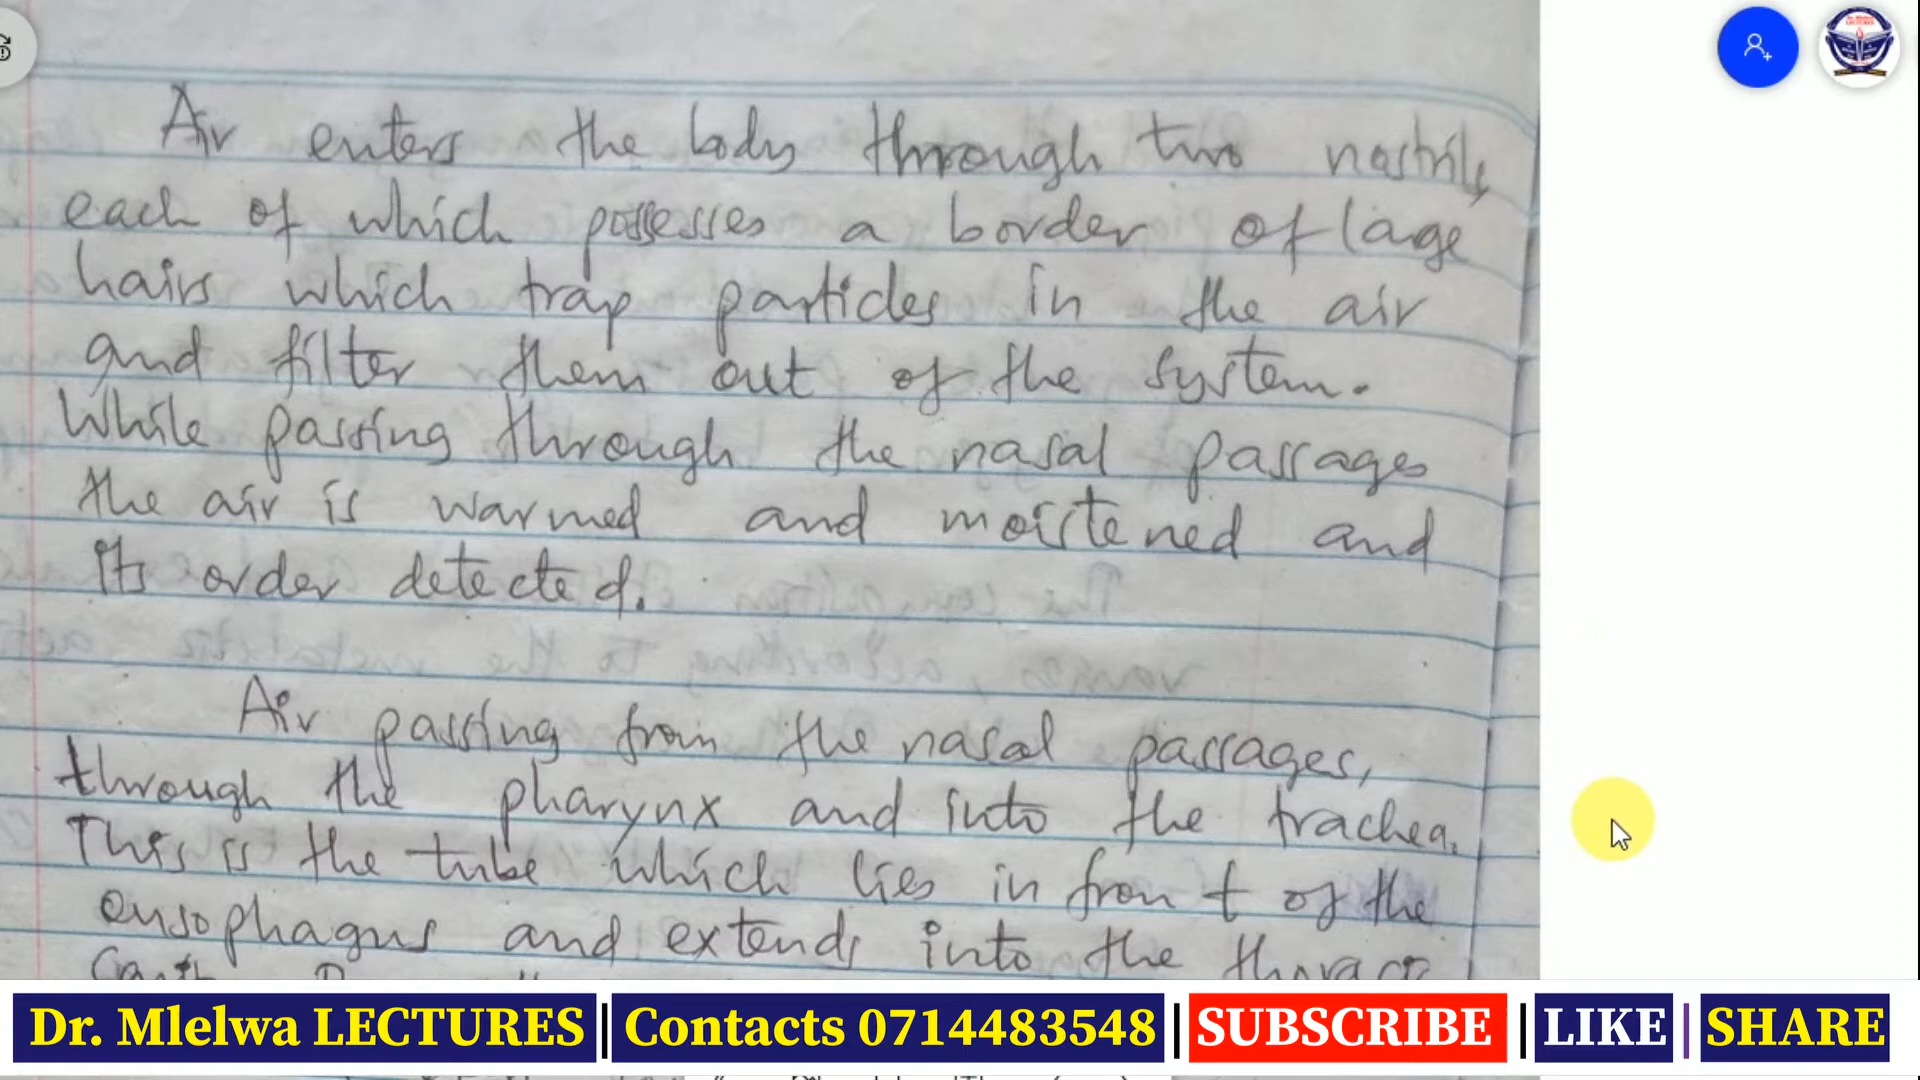 Air enters the body through two nostrils,
each of which possesses a border of lage
hairs which trap particles in the air
and filter them out of the system.
While passing through the nasal passages
the air is warmed and moistened and
its order detected.
Air passing from the nasal passages,
through the pharynx and into the trachea.
This is the tube which lies in front of the
eusophagus and extends into the
Dr. Mlelwa LECTURES | Contacts 0714483548 | SUBSCRIBE | LIKE | SHARE